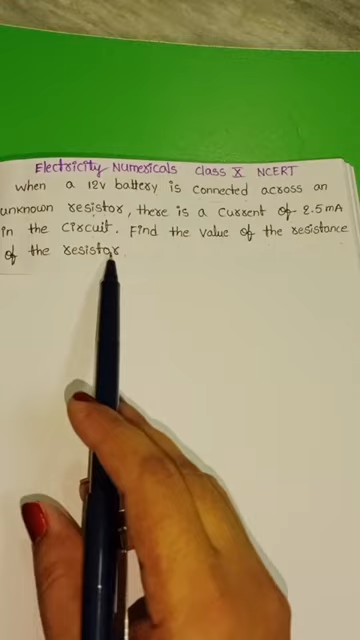 Electricity Numericals Class X NCERT
When a 12v battery is connected across an
unknown resistor, there is a current of 2.5mA
in the circuit. Find the value of the resistance
of the resistor.